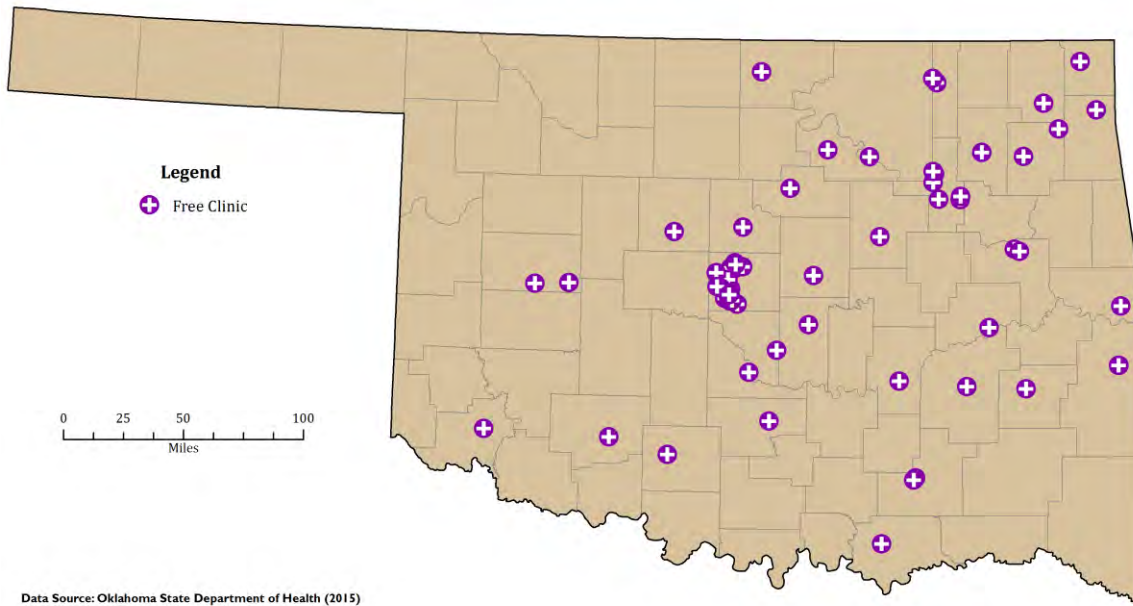 Legend
Free Clinic
0 25 50 100
Miles
Data Source: Oklahoma State Department of Health (2015)